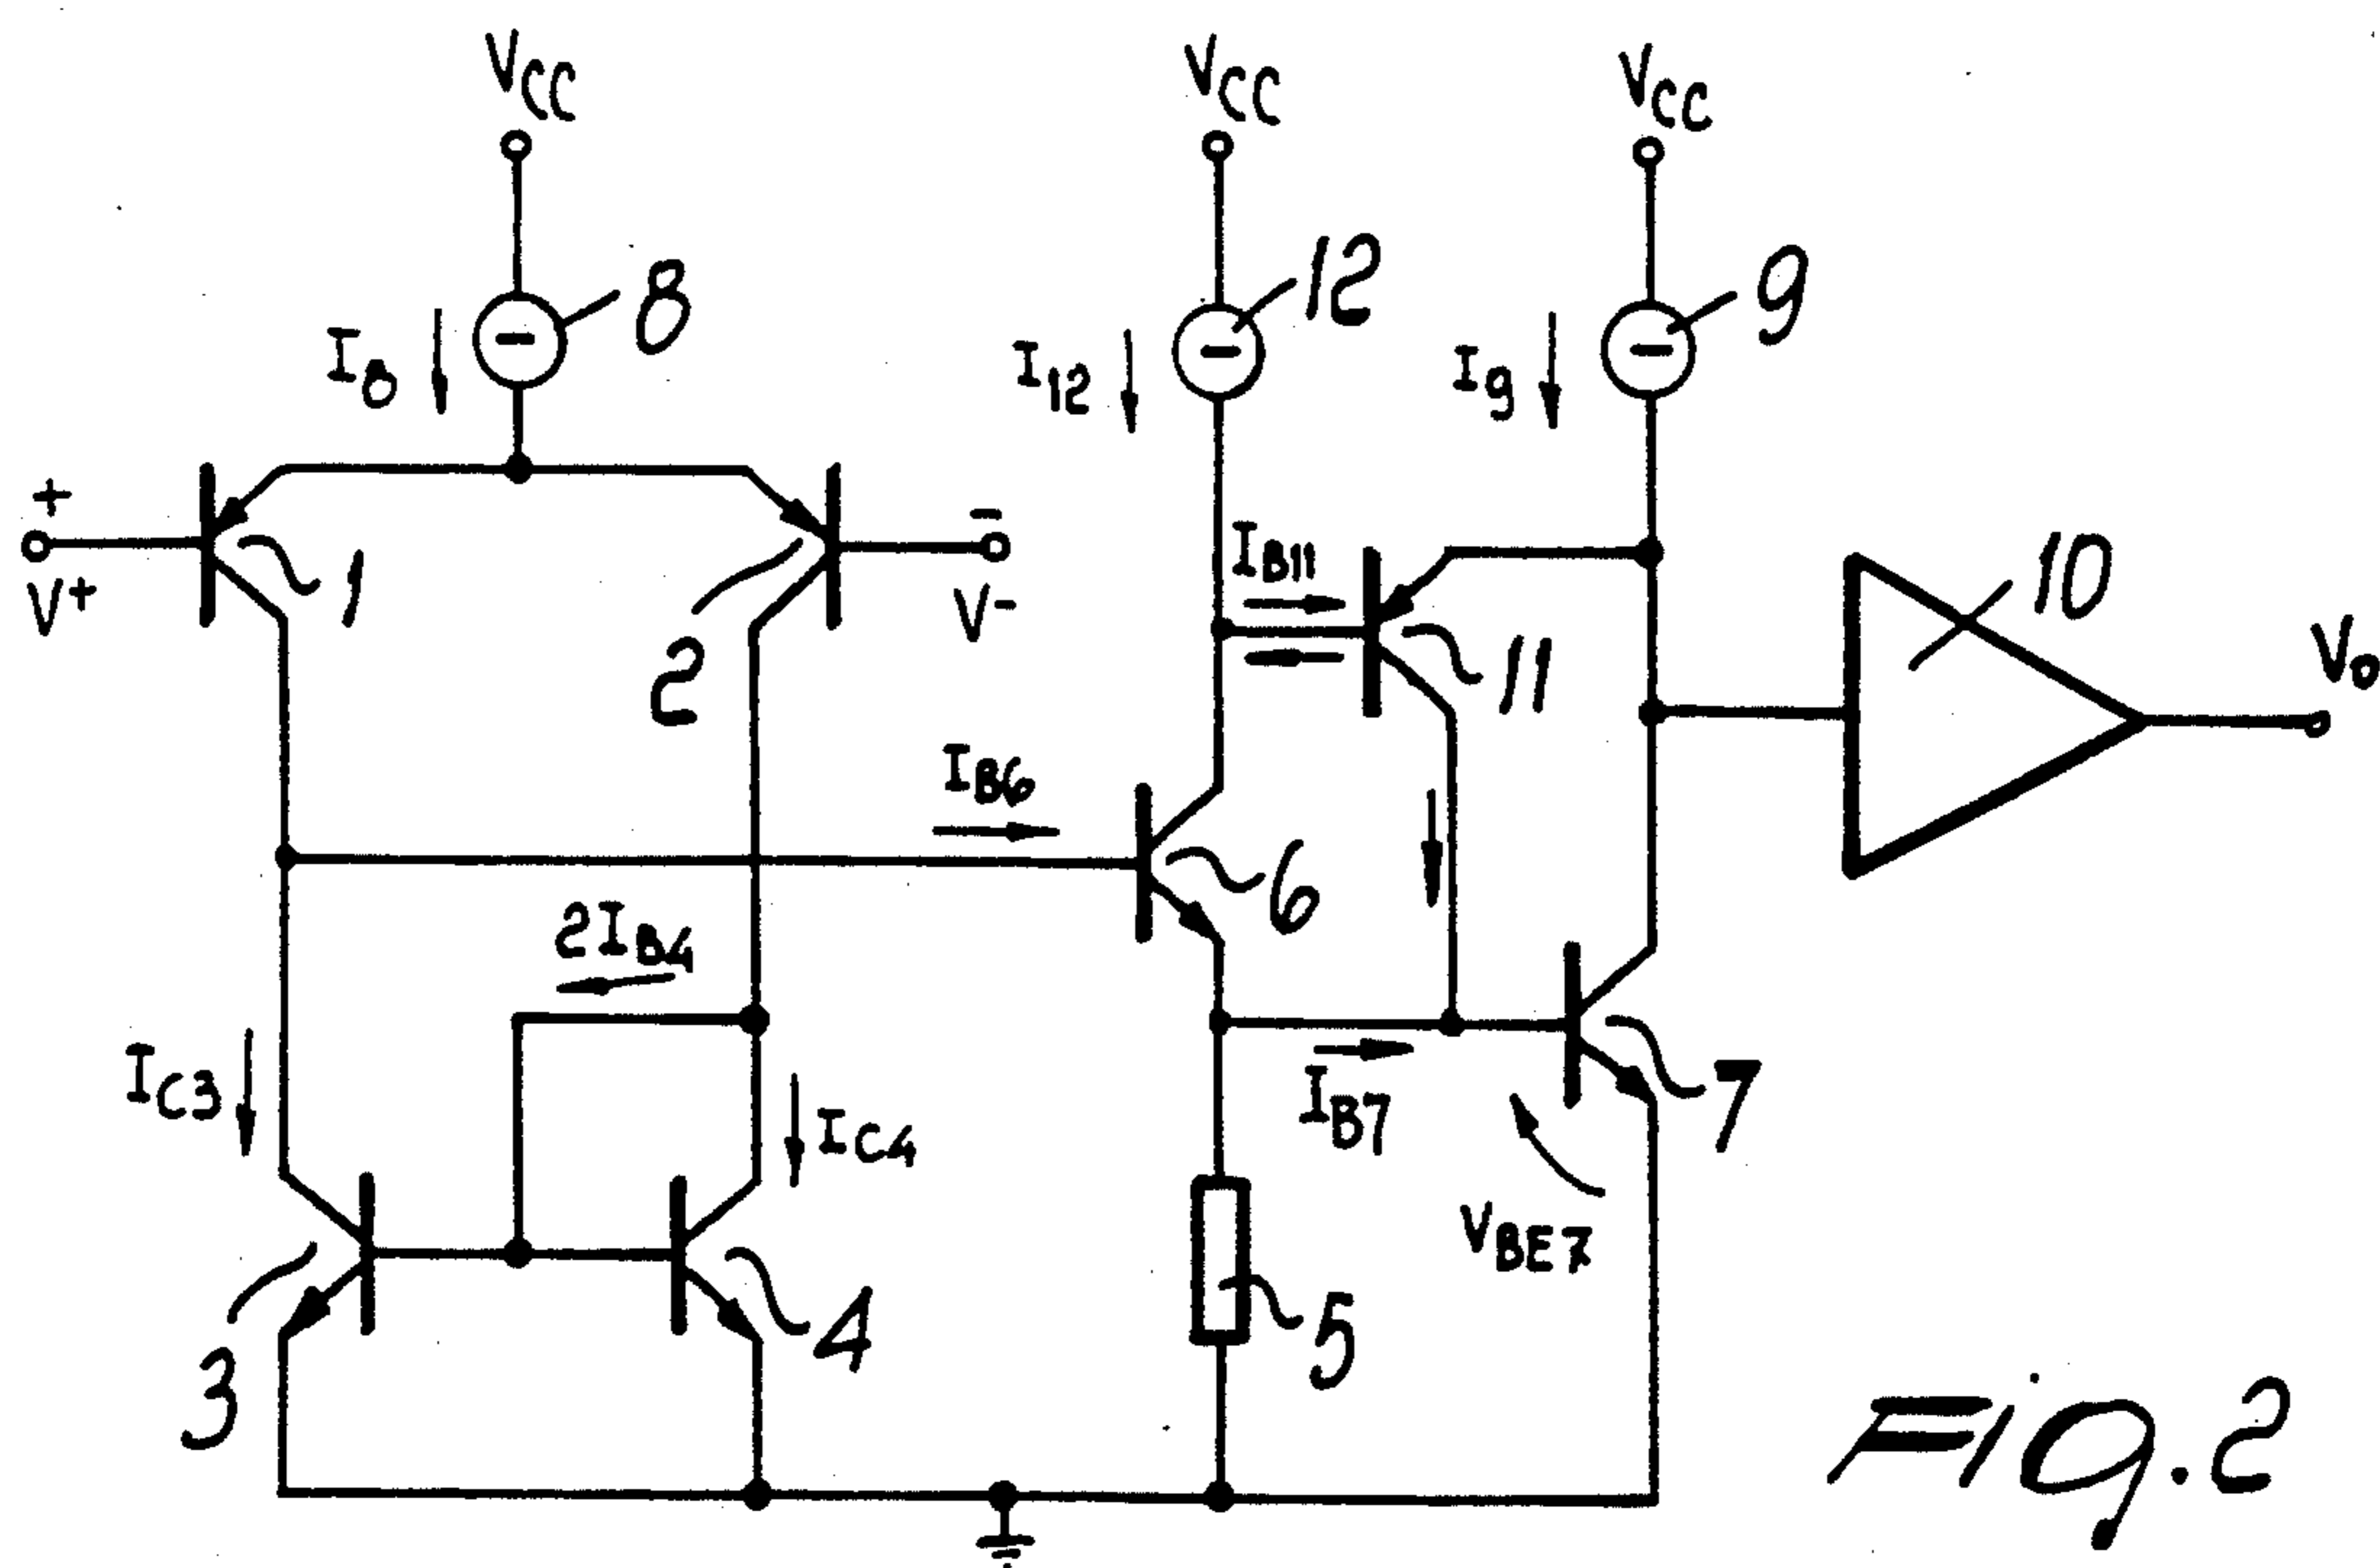 VCC
VCC
VCC
8
12
9
I8
I12
I9
+
V+
1
2
-
V-
IB11
11
10
Vo
IB6
6
2IB4
IC3
IC4
IB7
7
VBE7
3
4
5
Fig.2